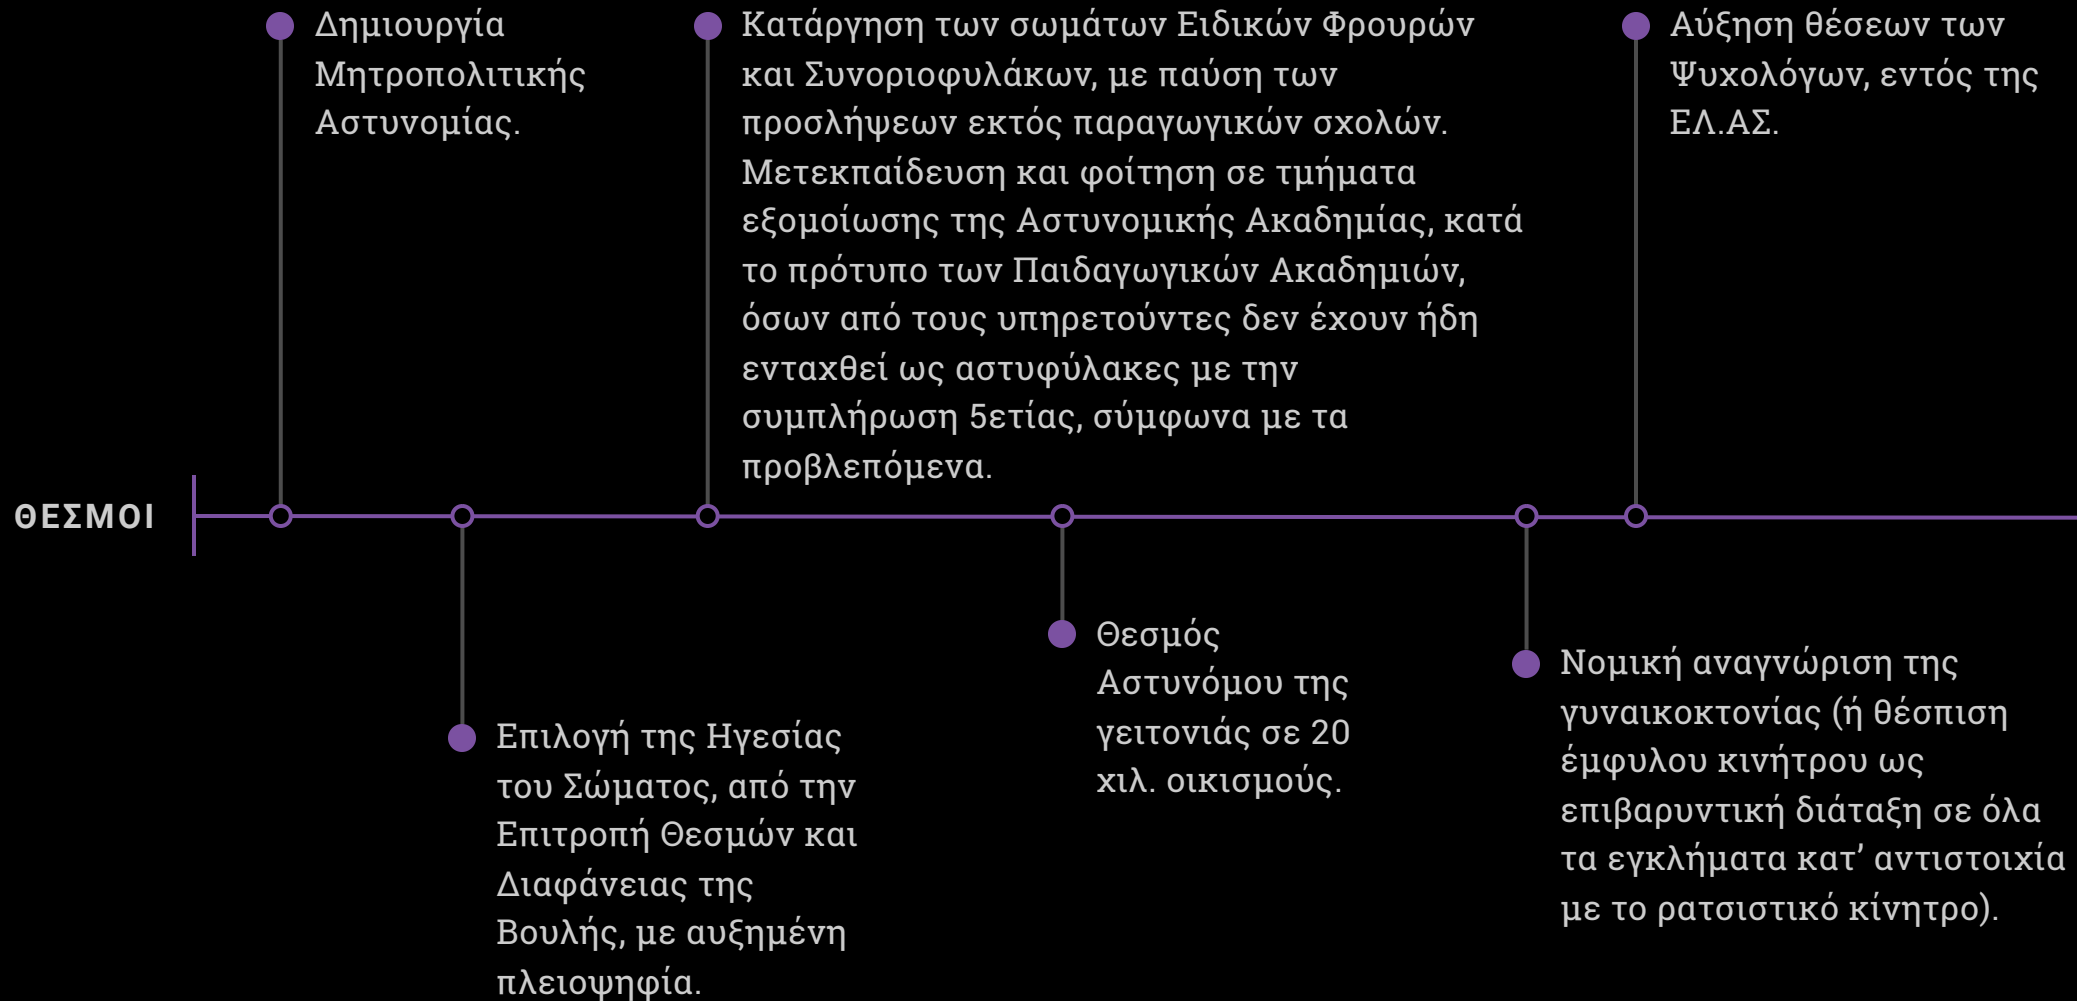 Δημιουργία
Μητροπολιτικής
Αστυνομίας.
Κατάργηση των σωμάτων Ειδικών Φρουρών
και Συνοριοφυλάκων, με παύση των
προσλήψεων εκτός παραγωγικών σχολών.
Μετεκπαίδευση και φοίτηση σε τμήματα
εξομοίωσης της Αστυνομικής Ακαδημίας, κατά
το πρότυπο των Παιδαγωγικών Ακαδημιών,
όσων από τους υπηρετούντες δεν έχουν ήδη
ενταχθεί ως αστυφύλακες με την
συμπλήρωση 5ετίας, σύμφωνα με τα
προβλεπόμενα.
Αύξηση θέσεων των
Ψυχολόγων, εντός της
ΕΛ.ΑΣ.
ΘΕΣΜΟΙ
Επιλογή της Ηγεσίας
του Σώματος, από την
Επιτροπή Θεσμών και
Διαφάνειας της
Βουλής, με αυξημένη
πλειοψηφία.
Θεσμός
Αστυνόμου της
γειτονιάς σε 20
χιλ. οικισμούς.
Νομική αναγνώριση της
γυναικοκτονίας (ή θέσπιση
έμφυλου κινήτρου ως
επιβαρυντική διάταξη σε όλα
τα εγκλήματα κατ’ αντιστοιχία
με το ρατσιστικό κίνητρο).